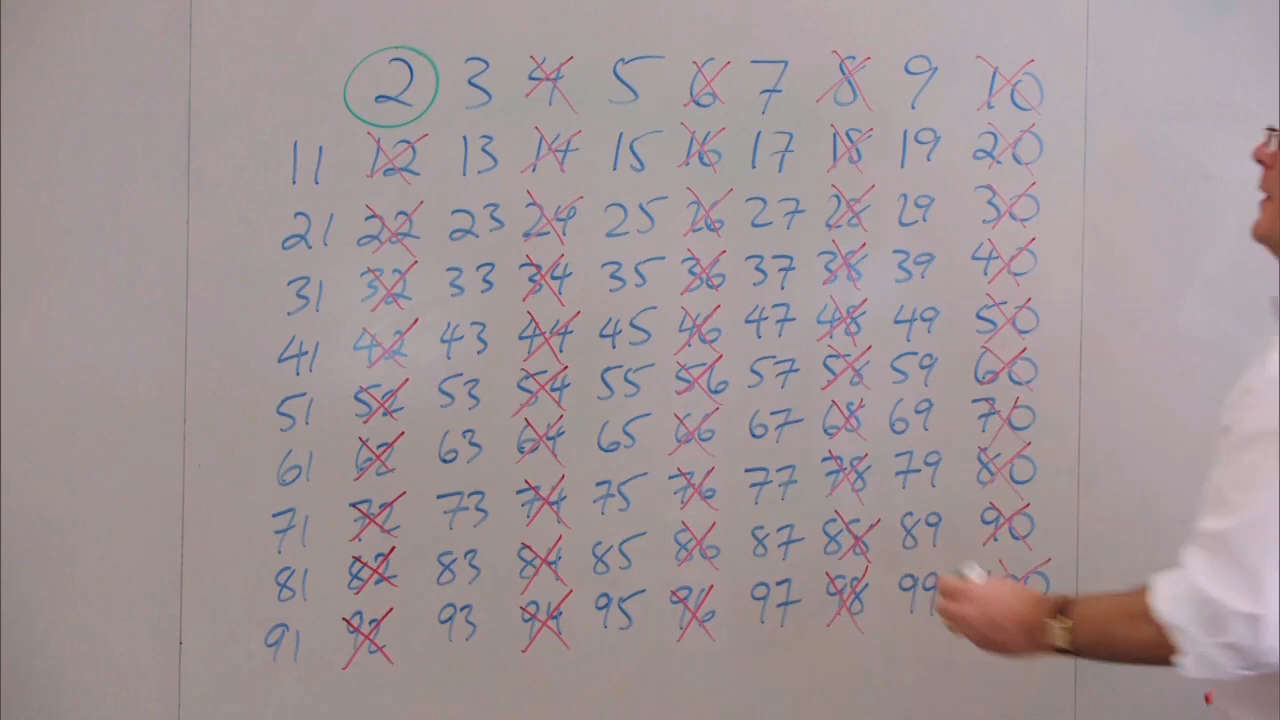 2 3 4 5 6 7 8 9 10
11 12 13 14 15 16 17 18 19 20
21 22 23 24 25 26 27 28 29 30
31 32 33 34 35 36 37 38 39 40
41 42 43 44 45 46 47 48 49 50
51 52 53 54 55 56 57 58 59 60
61 62 63 64 65 66 67 68 69 70
71 72 73 74 75 76 77 78 79 80
81 82 83 84 85 86 87 88 89 90
91 92 93 94 95 96 97 98 99